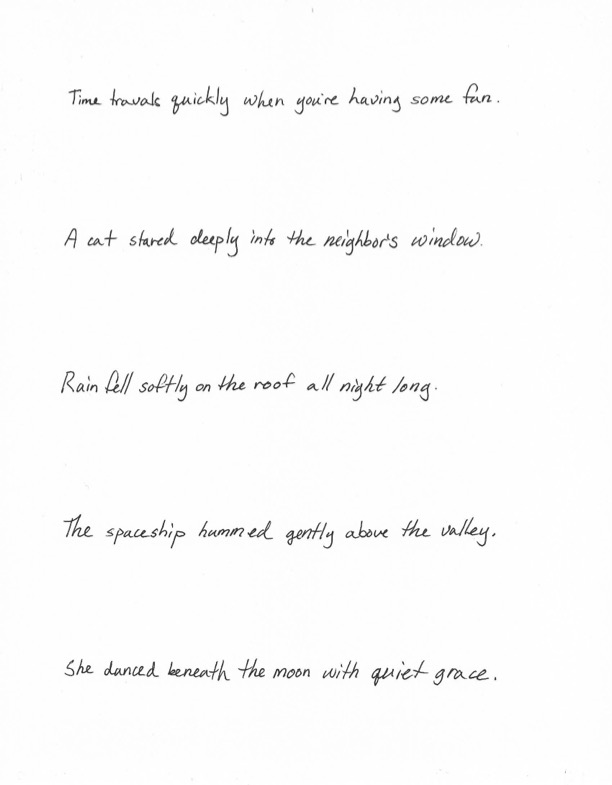 Time travals quickly when you're having some fun.
A cat stared deeply into the neighbor's window.
Rain fell softly on the roof all night long.
The spaceship hummed gently above the valley.
She danced beneath the moon with quiet grace.